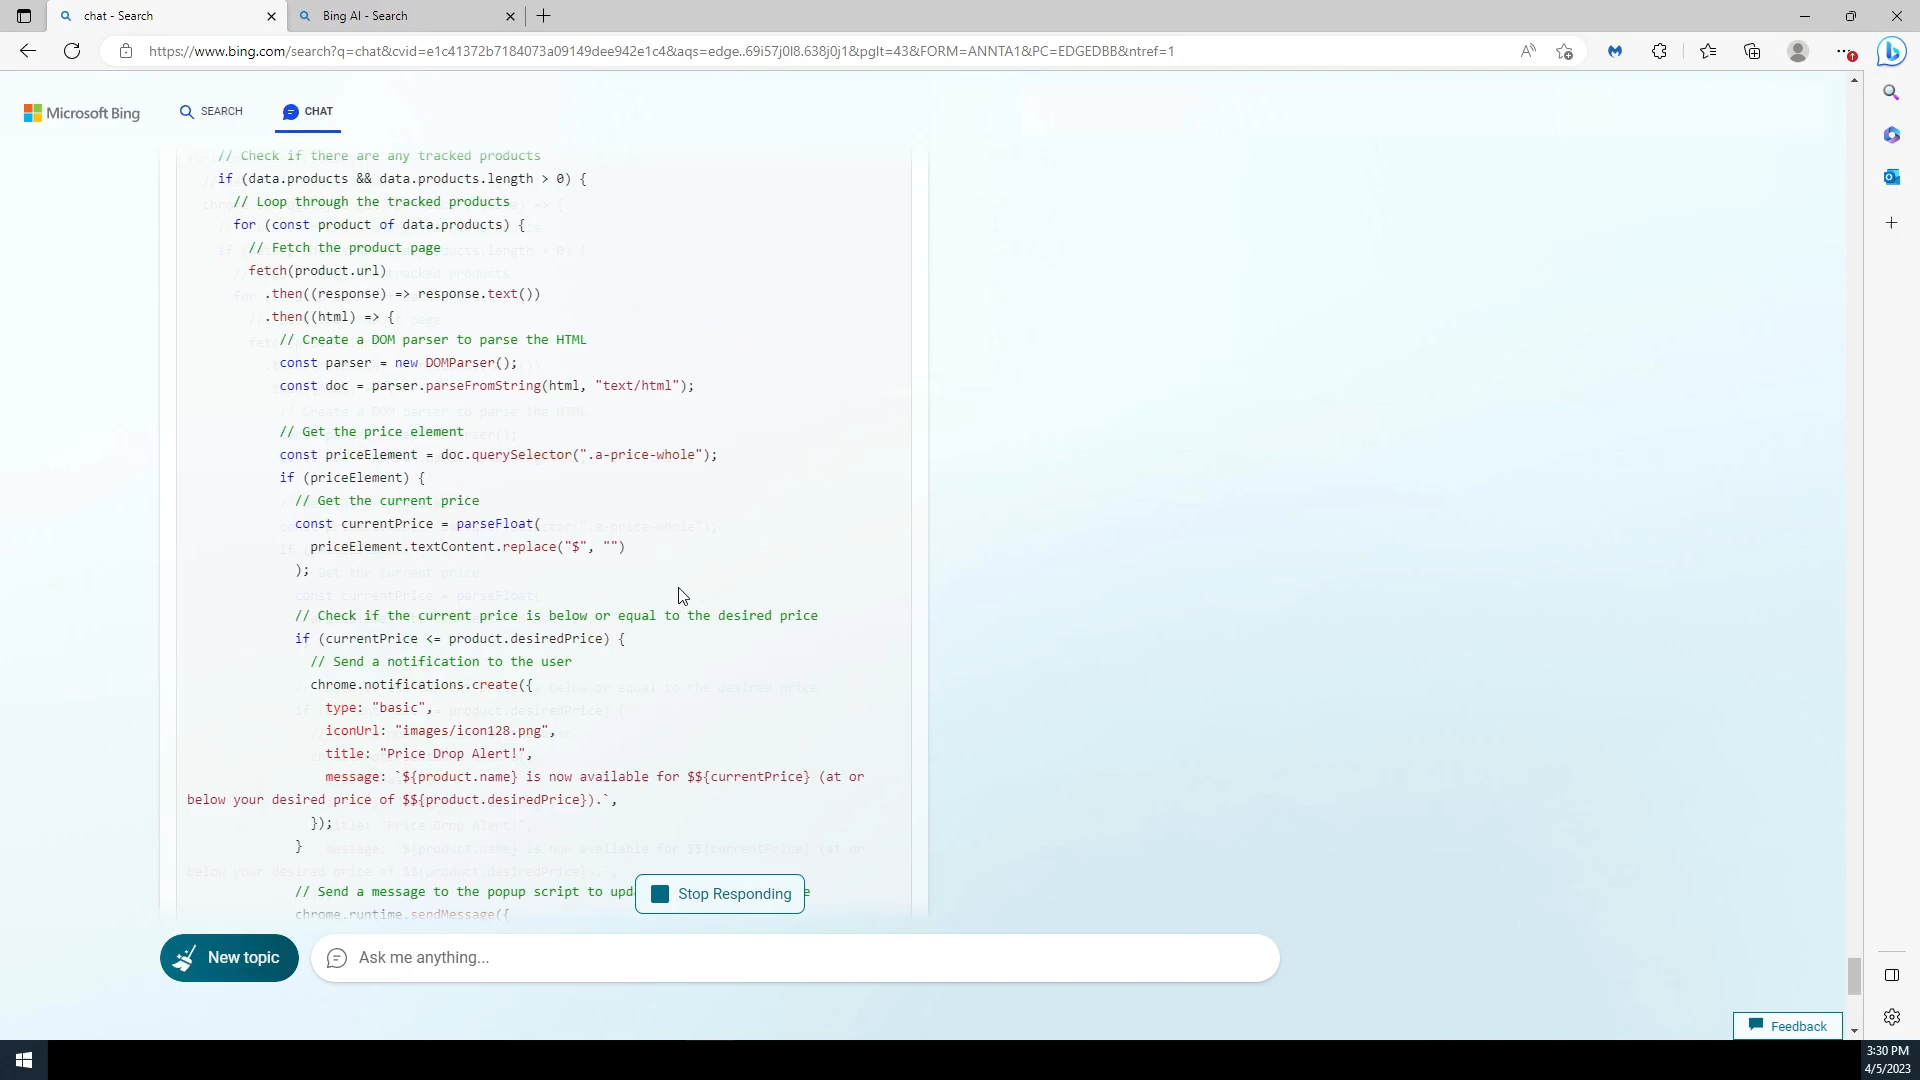 chat - Search
Bing AI - Search
https://www.bing.com/search?q=chat&cvid=e1c41372b7184073a09149dee942e1c4&aqs=edge..69i57j0l8.638j0j1&pglt=43&FORM=ANNTA1&PC=EDGEDBB&ntref=1
Microsoft Bing
SEARCH
CHAT
// Check if there are any tracked products
if (data.products && data.products.length > 0) {
// Loop through the tracked products
for (const product of data.products) {
// Fetch the product page
fetch(product.url)
.then((response) => response.text())
.then((html) => {
// Create a DOM parser to parse the HTML
const parser = new DOMParser();
const doc = parser.parseFromString(html, "text/html");
// Get the price element
const priceElement = doc.querySelector(".a-price-whole");
if (priceElement) {
// Get the current price
const currentPrice = parseFloat(
priceElement.textContent.replace("$", "")
);
// Check if the current price is below or equal to the desired price
if (currentPrice <= product.desiredPrice) {
// Send a notification to the user
chrome.notifications.create({
type: "basic",
iconUrl: "images/icon128.png",
title: "Price Drop Alert!",
message: `${product.name} is now available for $${currentPrice} (at or
below your desired price of $${product.desiredPrice}).`,
});
}
// Send a message to the popup script to
chrome.runtime.sendMessage({
Stop Responding
New topic
Ask me anything...
Feedback
3:30 PM
4/5/2023